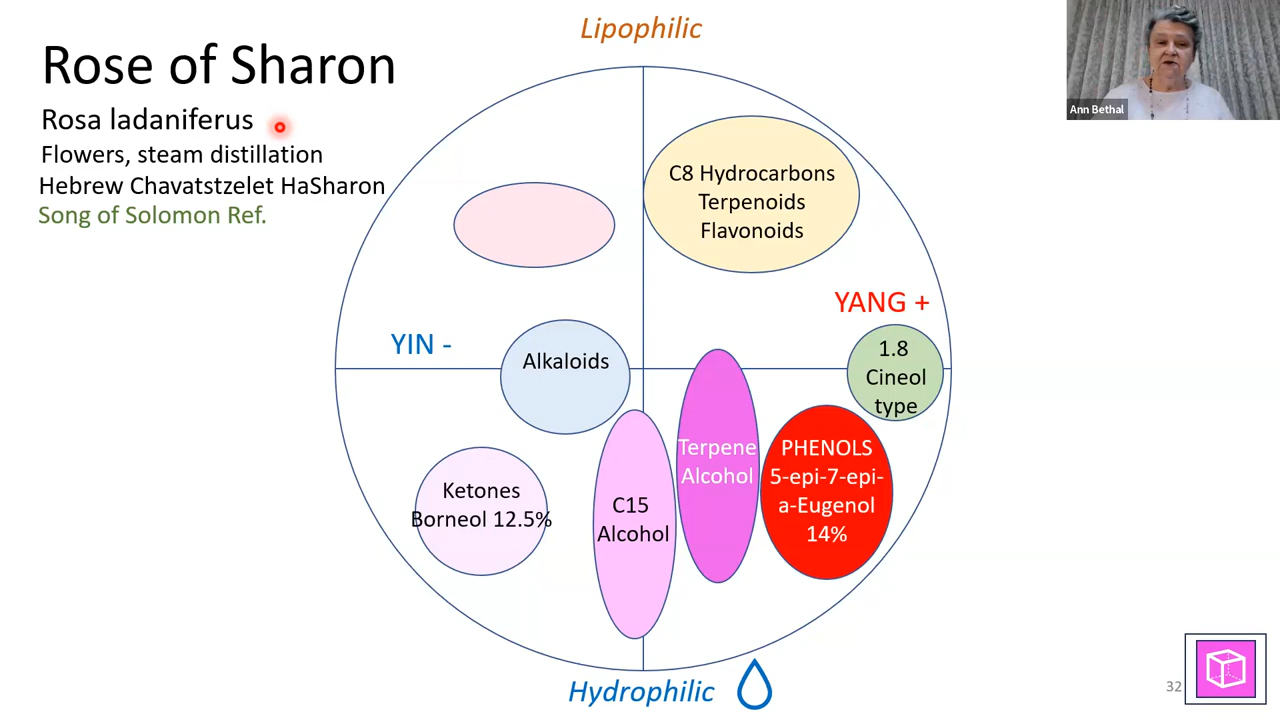 Lipophilic
Rose of Sharon
Rosa ladaniferus
Flowers, steam distillation
Hebrew Chavatstzelet HaSharon
Song of Solomon Ref.
Ann Bethal
C8 Hydrocarbons
Terpenoids
Flavonoids
YANG +
YIN -
1.8
Cineol
type
Alkaloids
Terpene
Alcohol
PHENOLS
5-epi-7-epi-
a-Eugenol
14%
Ketones
Borneol 12.5%
C15
Alcohol
Hydrophilic
32